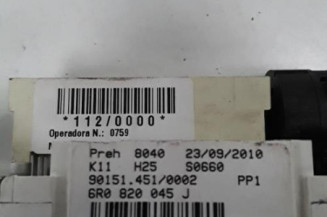 *112/0000*
Operadora N.: 0759
Preh 8040 23/09/2010
K11 H25 S0660
90151.451/0002 PP1
6R0 820 045 J